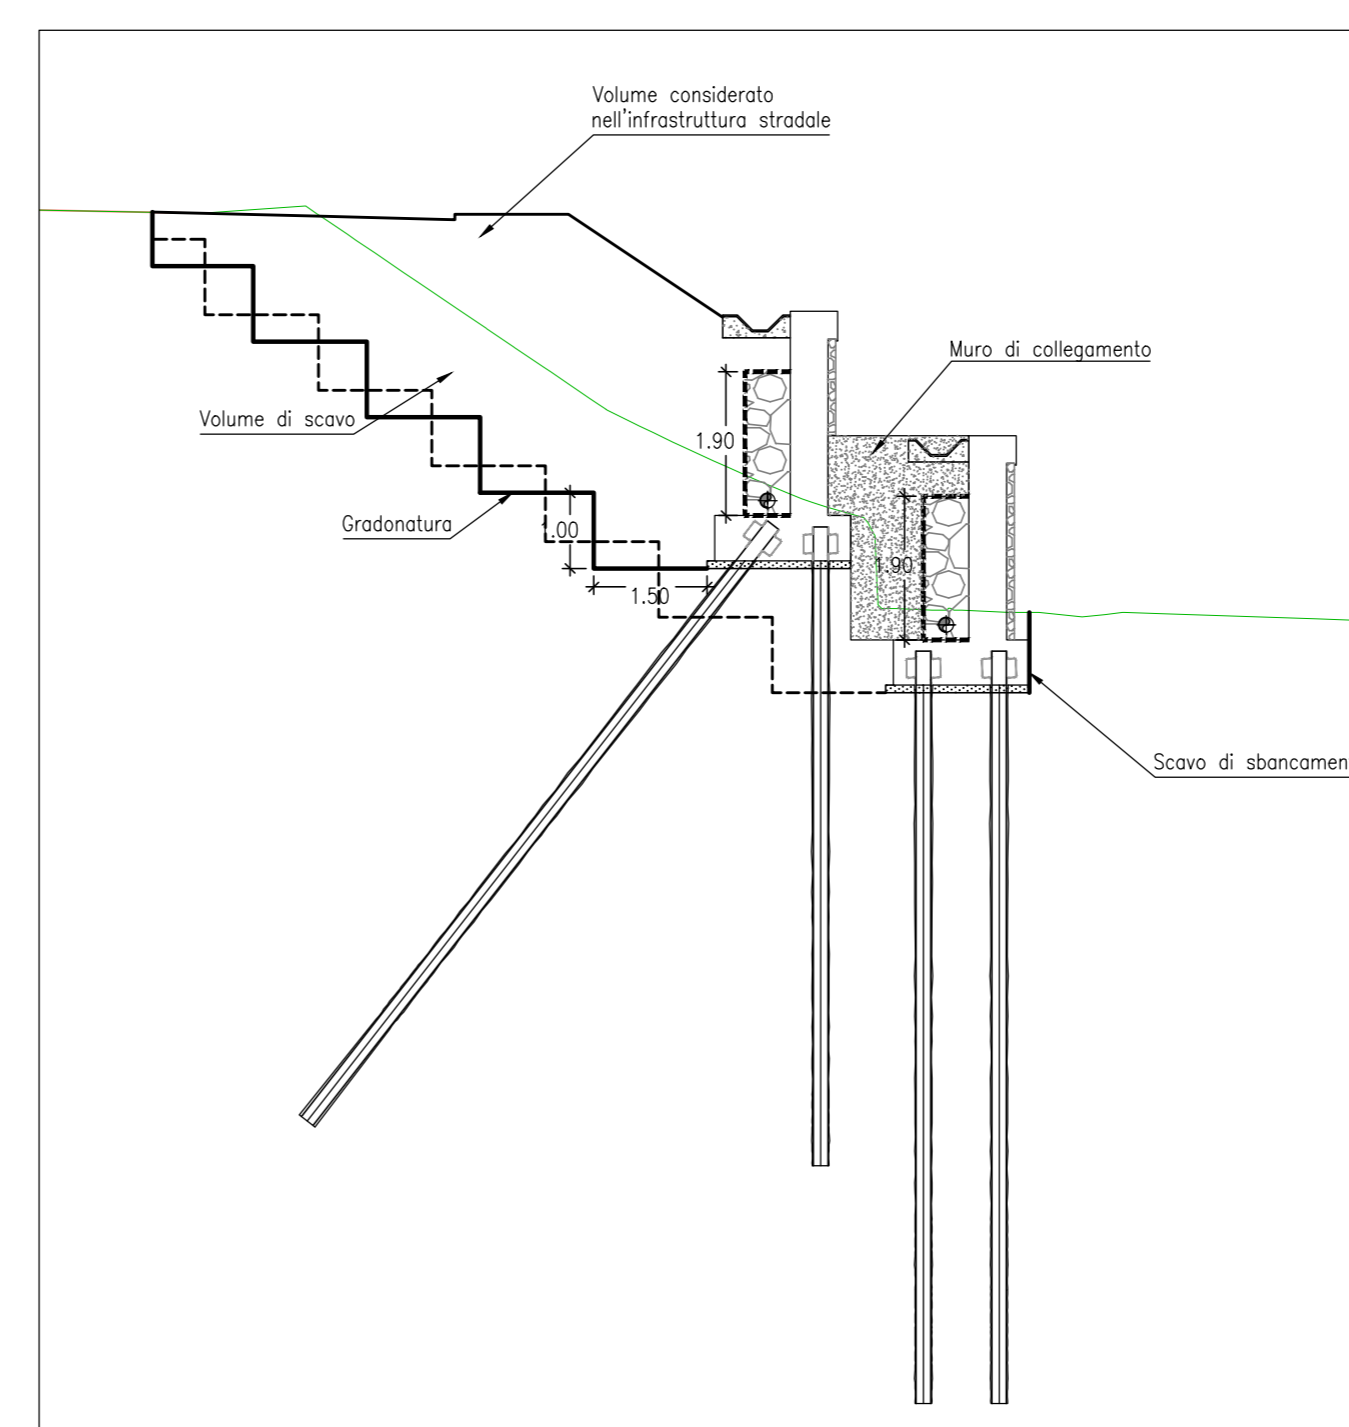 Volume considerato
nell'infrastruttura stradale
Muro di collegamento
Volume di scavo
1.90
Gradonatura
1.00
1.90
1.50
Scavo di sbancamen